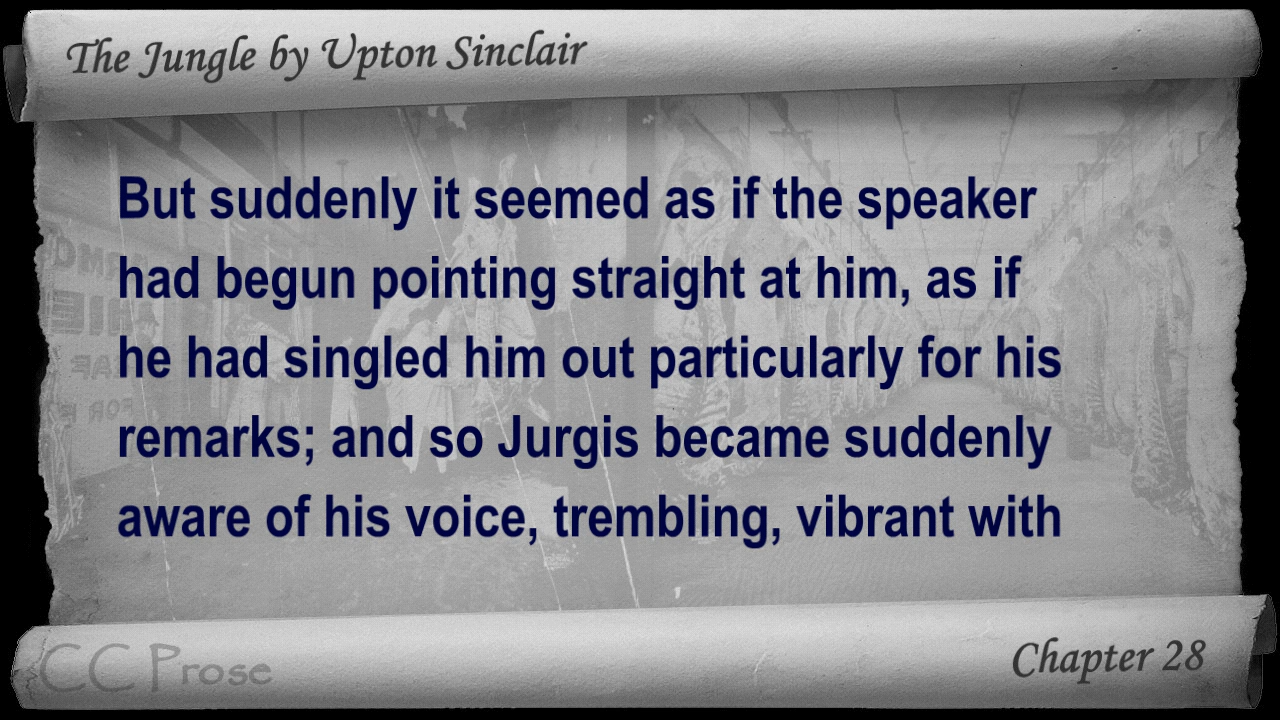 The Jungle by Upton Sinclair
But suddenly it seemed as if the speaker
had begun pointing straight at him, as if
he had singled him out particularly for his
remarks; and so Jurgis became suddenly
aware of his voice, trembling, vibrant with
CC Prose
Chapter 28